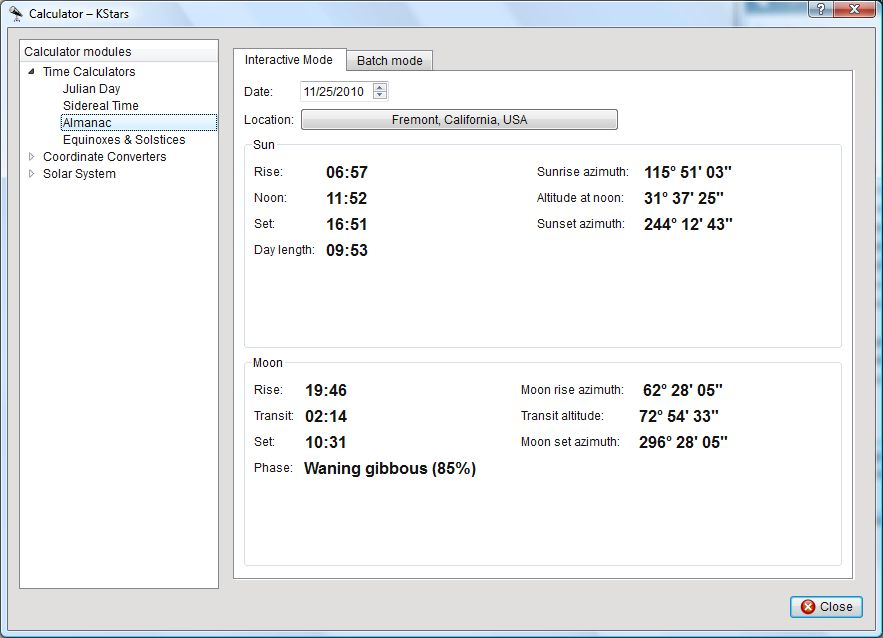 Calculator – KStars
Calculator modules
Time Calculators
Julian Day
Sidereal Time
Almanac
Equinoxes & Solstices
Coordinate Converters
Solar System
Interactive Mode
Batch mode
Date: 11/25/2010
Location: Fremont, California, USA
Sun
Rise: 06:57 Sunrise azimuth: 115° 51' 03"
Noon: 11:52 Altitude at noon: 31° 37' 25"
Set: 16:51 Sunset azimuth: 244° 12' 43"
Day length: 09:53
Moon
Rise: 19:46 Moon rise azimuth: 62° 28' 05"
Transit: 02:14 Transit altitude: 72° 54' 33"
Set: 10:31 Moon set azimuth: 296° 28' 05"
Phase: Waning gibbous (85%)
Close